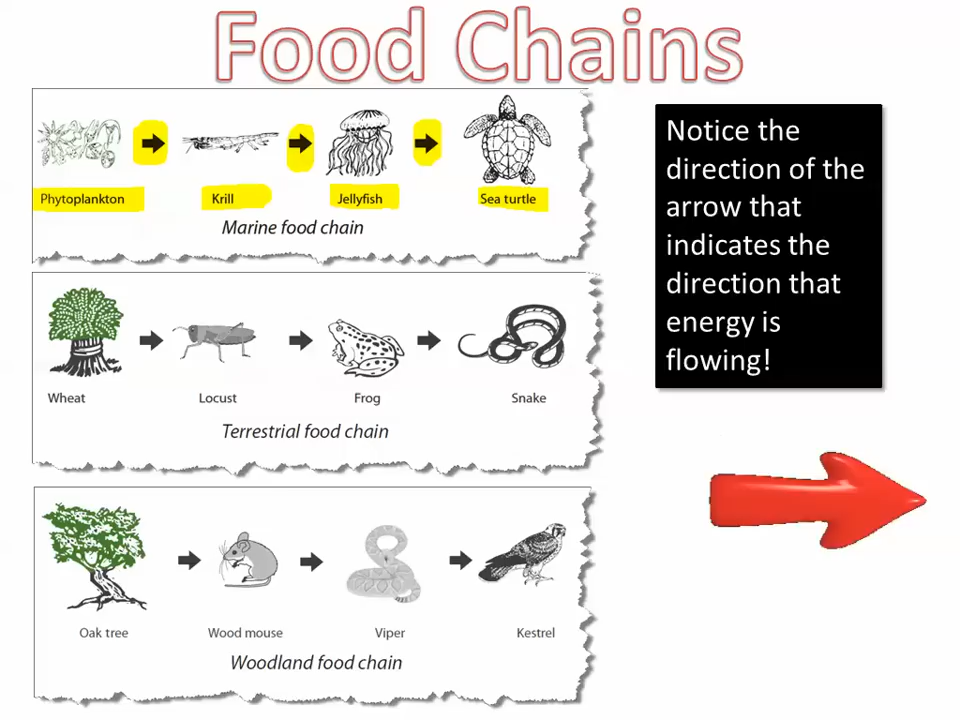 Food Chains
Phytoplankton Krill Jellyfish Sea turtle
Marine food chain
Wheat Locust Frog Snake
Terrestrial food chain
Oak tree Wood mouse Viper Kestrel
Woodland food chain
Notice the
direction of the
arrow that
indicates the
direction that
energy is
flowing!